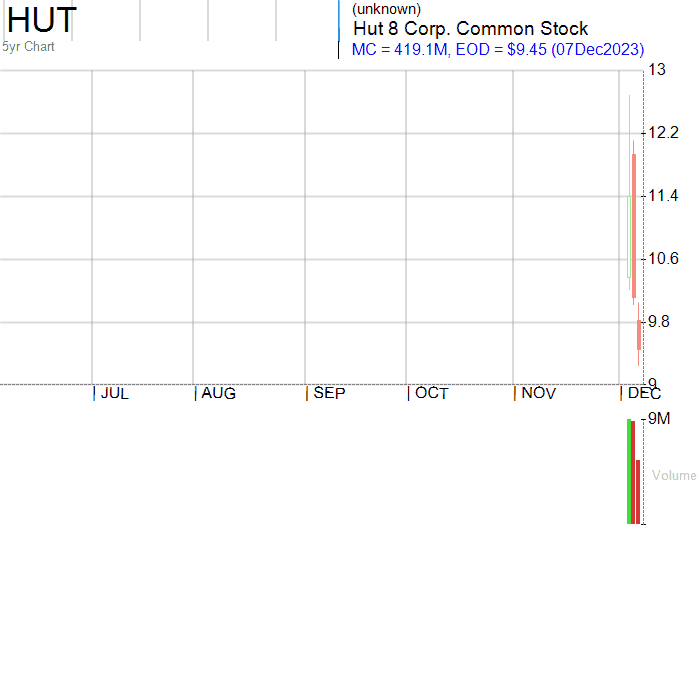 HUT
5yr Chart
(unknown)
Hut 8 Corp. Common Stock
MC = 419.1M, EOD = $9.45 (07Dec2023)
13
12.2
11.4
10.6
9.8
9
JUL AUG SEP OCT NOV DEC
9M
Volume